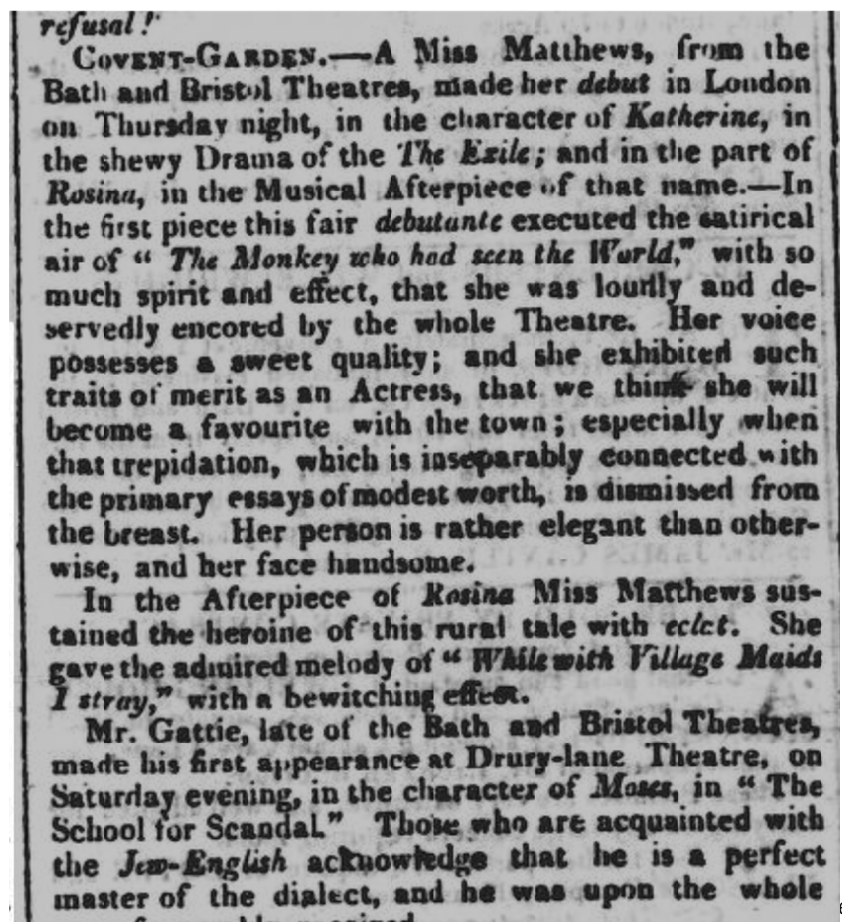 refusal!
COVENT-GARDEN.—A Miss Matthews, from the
Bath and Bristol Theatres, made her debut in London
on Thursday night, in the character of Katherine, in
the shewy Drama of the The Exile; and in the part of
Rosina, in the Musical Afterpiece of that name.—In
the first piece this fair debutante executed the satirical
air of “ The Monkey who had seen the World,” with so
much spirit and effect, that she was loudly and de-
servedly encored by the whole Theatre. Her voice
possesses a sweet quality; and she exhibited such
traits of merit as an Actress, that we think she will
become a favourite with the town; especially when
that trepidation, which is inseparably connected with
the primary essays of modest worth, is dismissed from
the breast. Her person is rather elegant than other-
wise, and her face handsome.
In the Afterpiece of Rosina Miss Matthews sus-
tained the heroine of this rural tale with eclat. She
gave the admired melody of “ While with Village Maids
I stray,” with a bewitching effect.
Mr. Gattie, late of the Bath and Bristol Theatres,
made his first appearance at Drury-lane Theatre, on
Saturday evening, in the character of Moses, in “ The
School for Scandal.” Those who are acquainted with
the Jew-English acknowledge that he is a perfect
master of the dialect, and he was upon the whole